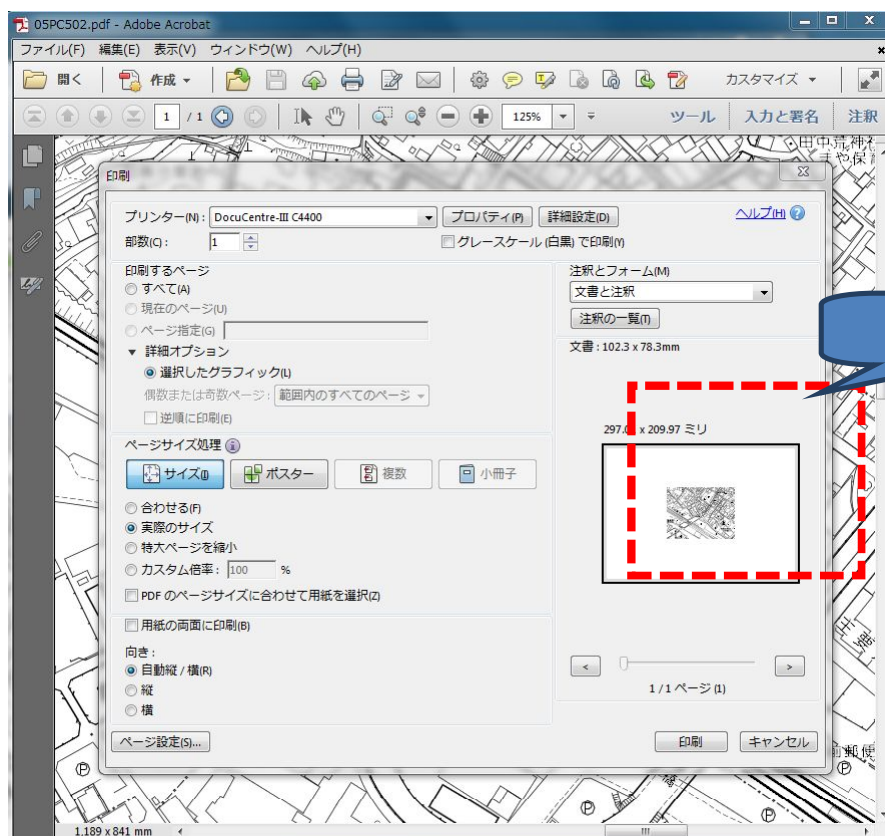 05PC502.pdf - Adobe Acrobat
ファイル(F) 編集(E) 表示(V) ウィンドウ(W) ヘルプ(H)
開く 作成 カスタマイズ
1 / 1 125% ツール 入力と署名 注釈
田中荒神社
や保育
印刷
プリンター(N): DocuCentre-III C4400 プロパティ(P) 詳細設定(D) ヘルプ(H)
部数(C): 1 グレースケール (白黒) で印刷(Y)
印刷するページ
すべて(A)
現在のページ(U)
ページ指定(G)
詳細オプション
選択したグラフィック(L)
偶数または奇数ページ: 範囲内のすべてのページ
逆順に印刷(E)
ページサイズ処理
サイズ(I) ポスター 複数 小冊子
合わせる(F)
実際のサイズ
特大ページを縮小
カスタム倍率: 100 %
PDF のページサイズに合わせて用紙を選択(Z)
用紙の両面に印刷(B)
向き:
自動縦 / 横(R)
縦
横
ページ設定(S)...
注釈とフォーム(M)
文書と注釈
注釈の一覧(T)
文書: 102.3 x 78.3mm
297.0 x 209.97 ミリ
< >
1 / 1 ページ (1)
印刷 キャンセル
前郵便
P
P
P
P
1,189 x 841 mm